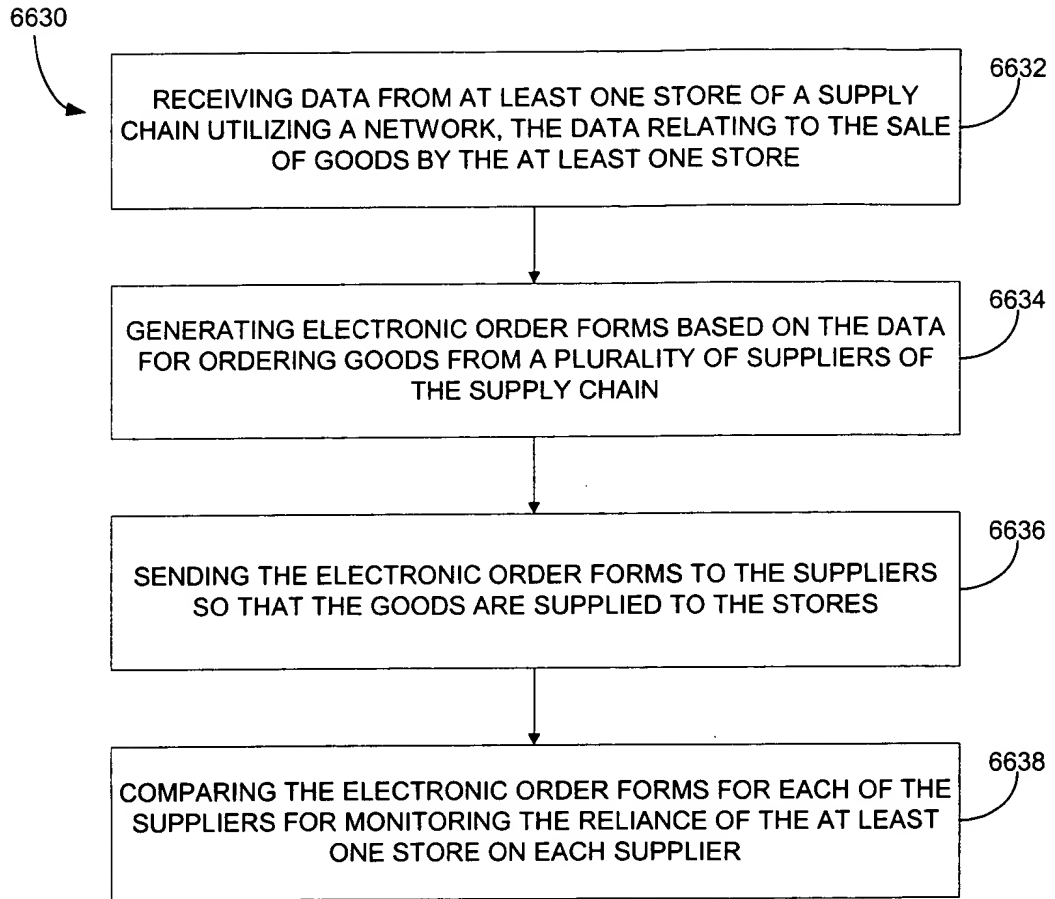 6630
6632
RECEIVING DATA FROM AT LEAST ONE STORE OF A SUPPLY
CHAIN UTILIZING A NETWORK, THE DATA RELATING TO THE SALE
OF GOODS BY THE AT LEAST ONE STORE
6634
GENERATING ELECTRONIC ORDER FORMS BASED ON THE DATA
FOR ORDERING GOODS FROM A PLURALITY OF SUPPLIERS OF
THE SUPPLY CHAIN
6636
SENDING THE ELECTRONIC ORDER FORMS TO THE SUPPLIERS
SO THAT THE GOODS ARE SUPPLIED TO THE STORES
6638
COMPARING THE ELECTRONIC ORDER FORMS FOR EACH OF THE
SUPPLIERS FOR MONITORING THE RELIANCE OF THE AT LEAST
ONE STORE ON EACH SUPPLIER